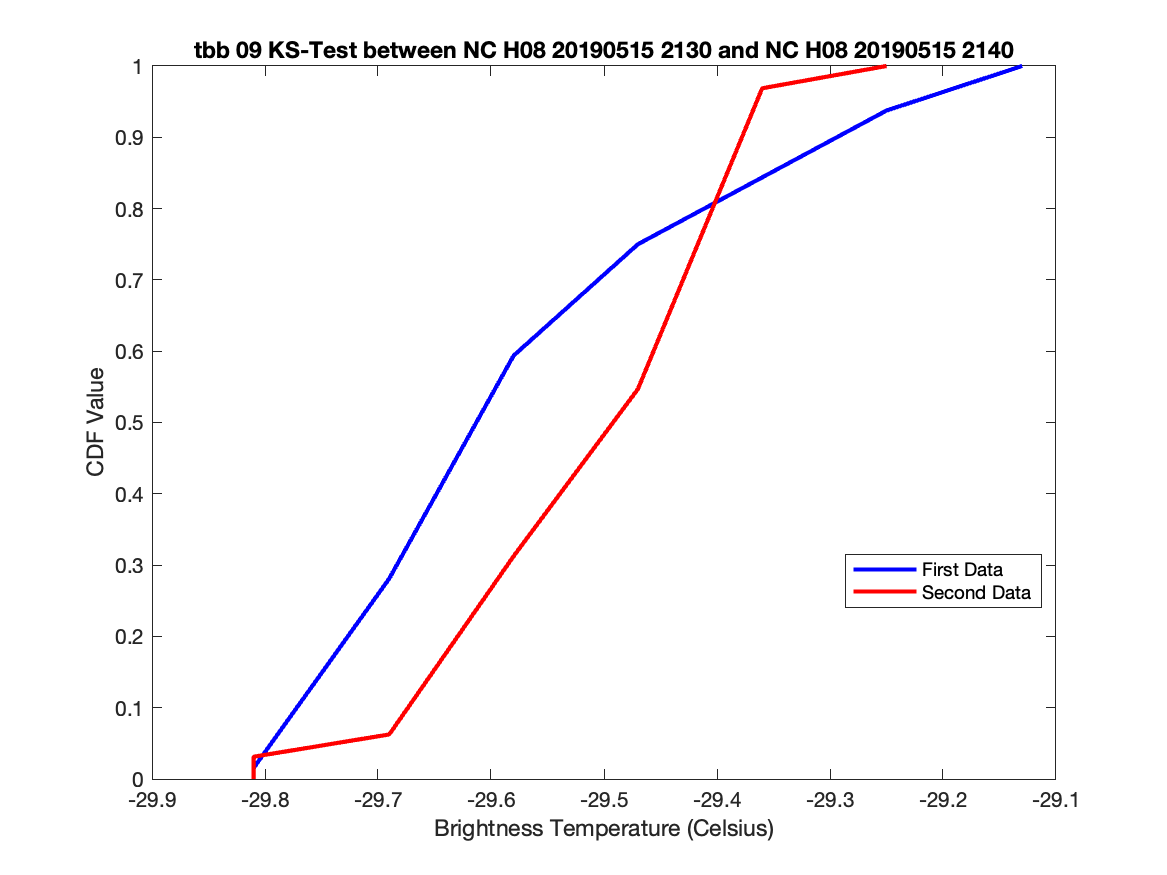 tbb 09 KS-Test between NC H08 20190515 2130 and NC H08 20190515 2140
1
0.9
0.8
0.7
0.6
0.5
0.4
0.3
0.2
0.1
0
CDF Value
First Data
Second Data
-29.9 -29.8 -29.7 -29.6 -29.5 -29.4 -29.3 -29.2 -29.1
Brightness Temperature (Celsius)